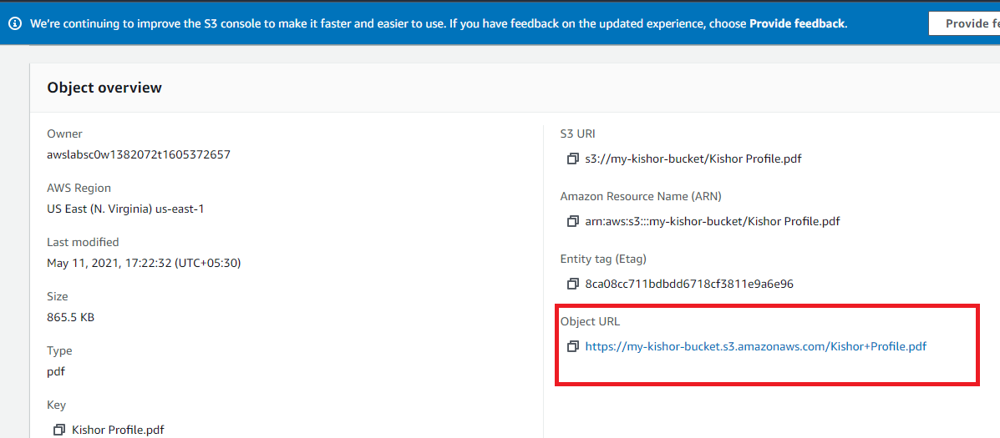 We're continuing to improve the S3 console to make it faster and easier to use. If you have feedback on the updated experience, choose Provide feedback.
Provide fe
Object overview
Owner
awslabsc0w1382072t1605372657
AWS Region
US East (N. Virginia) us-east-1
Last modified
May 11, 2021, 17:22:32 (UTC+05:30)
Size
865.5 KB
Type
pdf
Key
Kishor Profile.pdf
S3 URI
s3://my-kishor-bucket/Kishor Profile.pdf
Amazon Resource Name (ARN)
arn:aws:s3:::my-kishor-bucket/Kishor Profile.pdf
Entity tag (Etag)
8ca08cc711bdbdd6718cf3811e9a6e96
Object URL
https://my-kishor-bucket.s3.amazonaws.com/Kishor+Profile.pdf